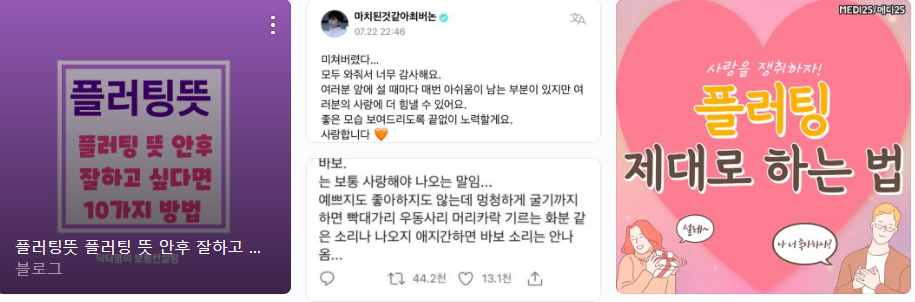 플러팅뜻
플러팅 뜻 안후
잘하고 싶다면
10가지 방법
플러팅뜻 플러팅 뜻 안후 잘하고 ...
블로그
마치된것같아최버논
07.22 22:46
미쳐버렸다...
모두 와줘서 너무 감사해요.
여러분 앞에 설 때마다 매번 아쉬움이 남는 부분이 있지만 여
러분의 사랑에 더 힘낼 수 있어요.
좋은 모습 보여드리도록 끝없이 노력할게요.
사랑합니다 🧡
바보.
는 보통 사랑해야 나오는 말임...
예쁘지도 좋아하지도 않는데 멍청하게 굴기까지
하면 빡대가리 우동사리 머리카락 기르는 화분 같
은 소리나 나오지 애지간하면 바보 소리는 안나
옴...
44.2천 13.1천
MEDI25/메디25
사랑을 쟁취하자!
플러팅
제대로 하는 법
설레~
나 너 좋아하냐?